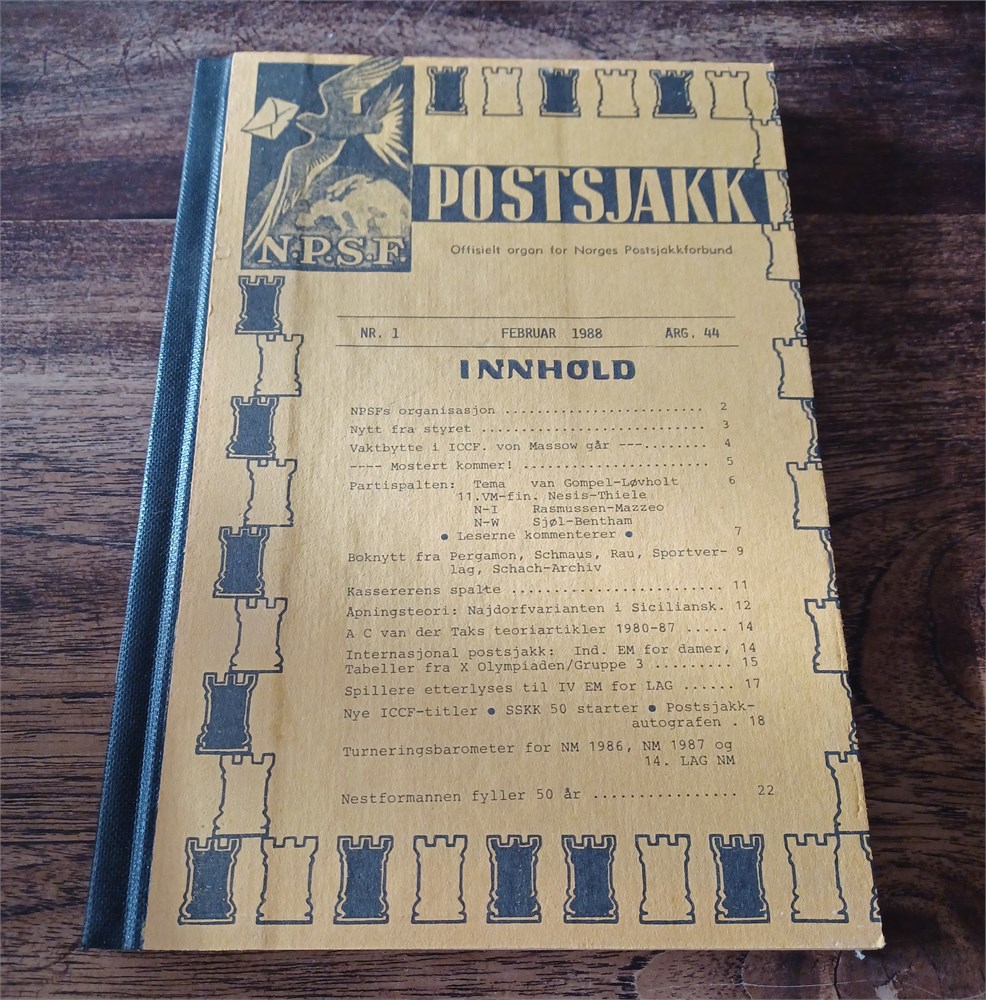 N.P.S.F.
POSTSJAKK
Offisielt organ for Norges Postsjakkforbund
NR. 1 FEBRUAR 1988 ÅRG. 44
INNHOLD
NPSFs organisasjon ........................ 2
Nytt fra styret ........................... 3
Vaktbytte i ICCF. von Massow går ---........ 4
---- Mostert kommer! ...................... 5
Partispalten: Tema van Gompel-Løvholt 6
11.VM-fin. Nesis-Thiele
N-I Rasmussen-Mazzeo
N-W Sjøl-Bentham
● Leserne kommenterer ● 7
Boknytt fra Pergamon, Schmaus, Rau, Sportver- 9
lag, Schach-Archiv
Kassererens spalte ......................... 11
Åpningsteori: Najdorfvarianten i Siciliansk. 12
A C van der Taks teoriartikler 1980-87 ..... 14
Internasjonal postsjakk: Ind. EM for damer, 14
Tabeller fra X Olympiaden/Gruppe 3 ......... 15
Spillere etterlyses til IV EM for LAG ...... 17
Nye ICCF-titler ● SSKK 50 starter ● Postsjakk-
autografen . 18
Turneringsbarometer for NM 1986, NM 1987 og
14. LAG NM
Nestformannen fyller 50 år ................ 22